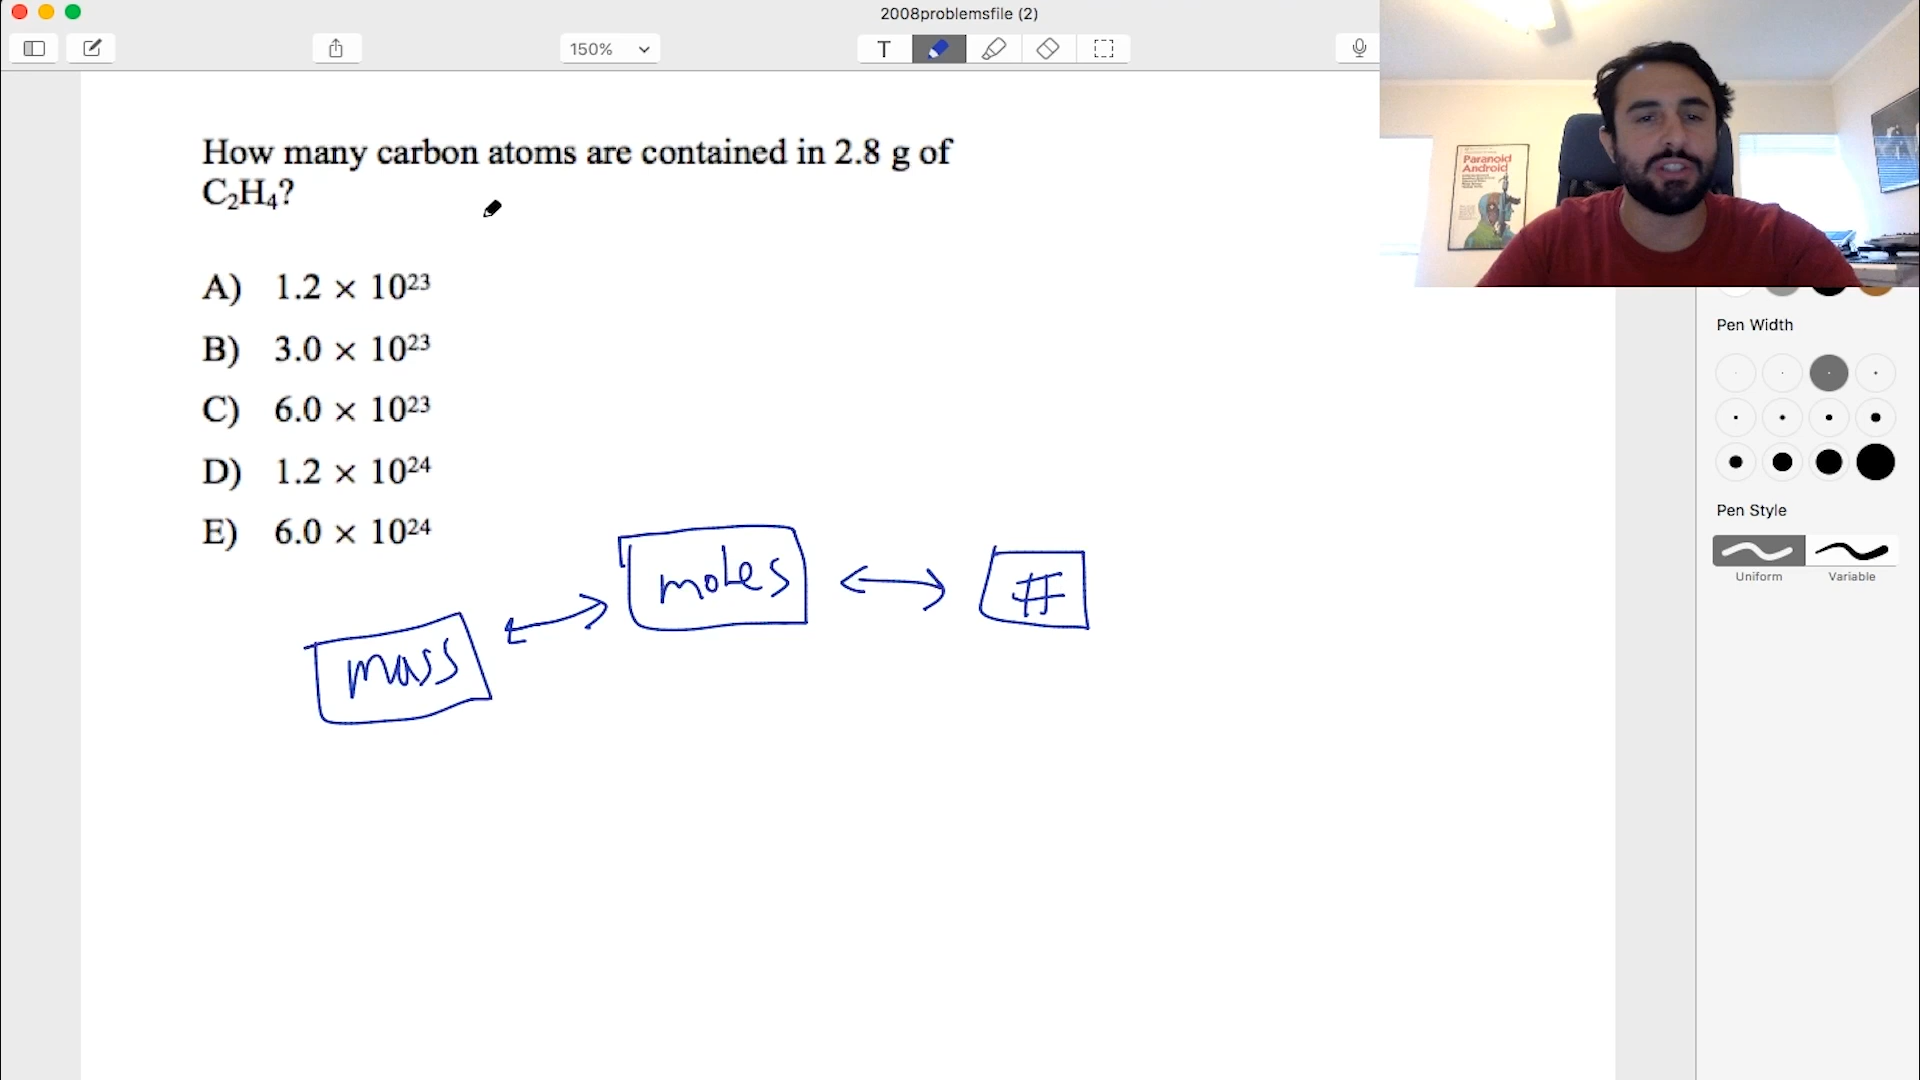 2008problemsfile (2)
150%
T
How many carbon atoms are contained in 2.8 g of
C₂H₄?
A) 1.2 × 10²³
B) 3.0 × 10²³
C) 6.0 × 10²³
D) 1.2 × 10²⁴
E) 6.0 × 10²⁴
mass
moles
#
Paranoid
Android
Pen Width
Pen Style
Uniform
Variable